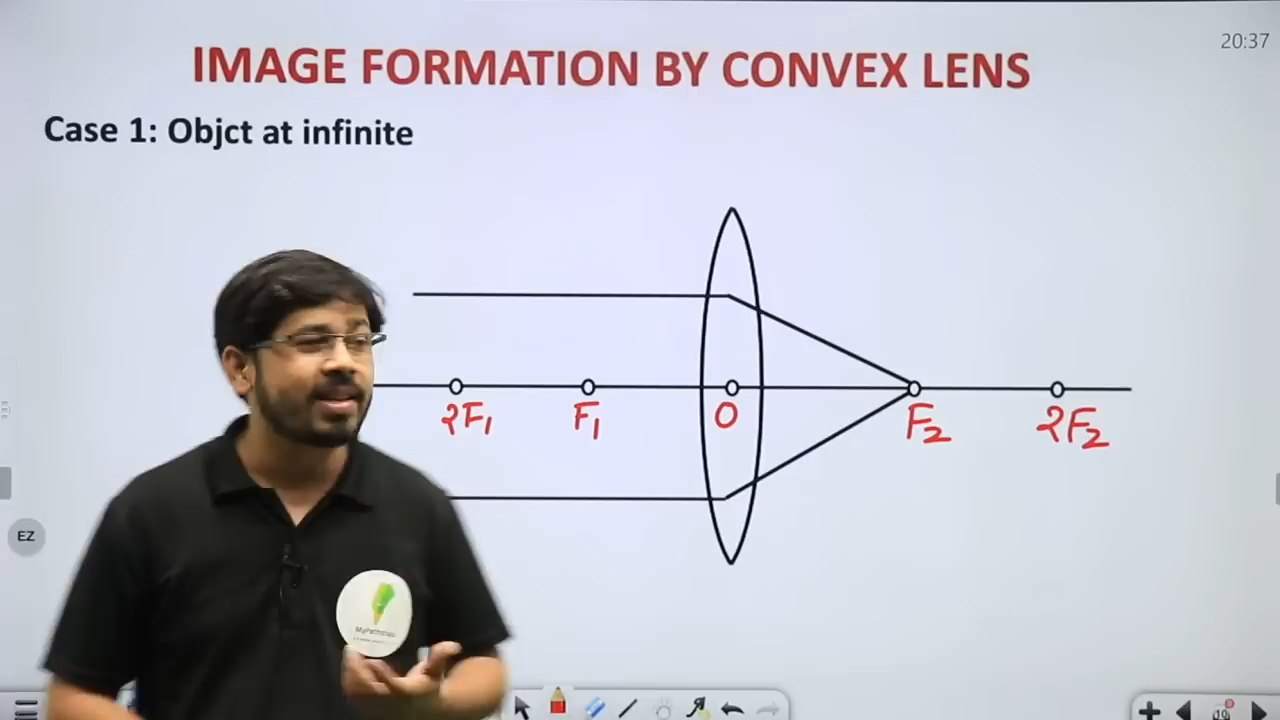 20:37
IMAGE FORMATION BY CONVEX LENS
Case 1: Objct at infinite
2F₁ F₁ O F₂ 2F₂
EZ